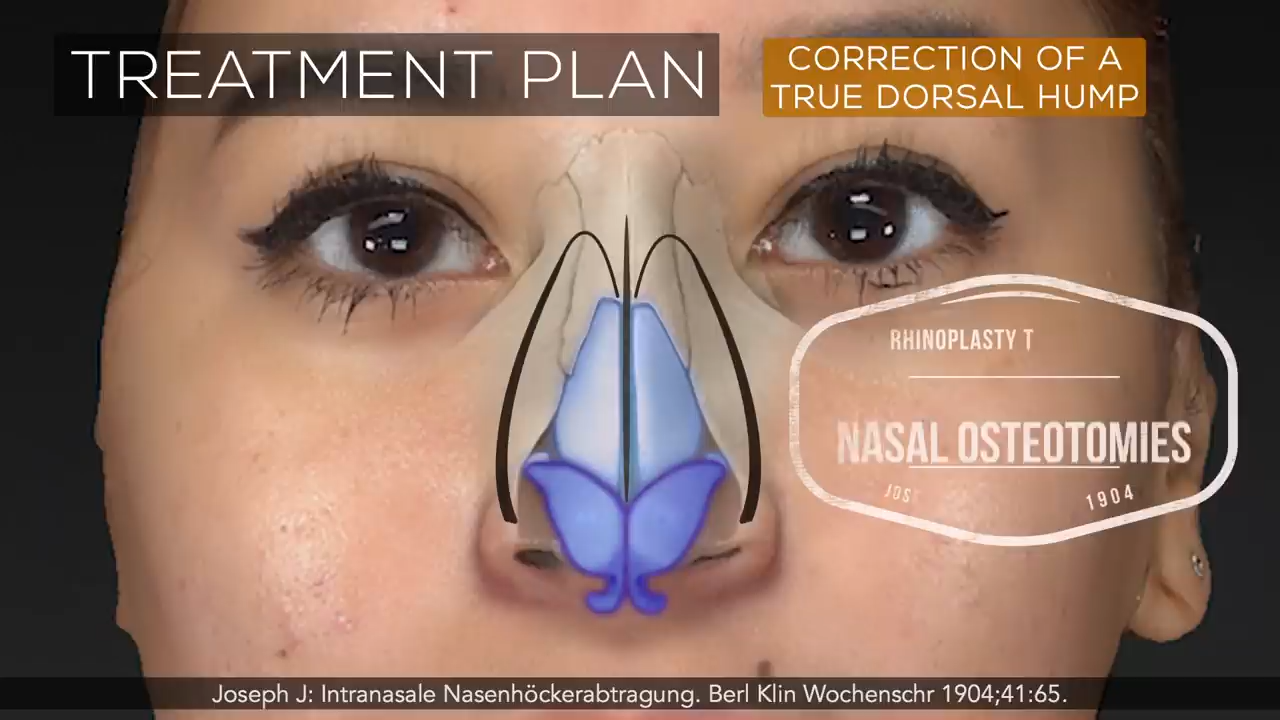 TREATMENT PLAN
CORRECTION OF A
TRUE DORSAL HUMP
RHINOPLASTY T
NASAL OSTEOTOMIES
JOS
1904
Joseph J: Intranasale Nasenhöckerabtragung. Berl Klin Wochenschr 1904;41:65.